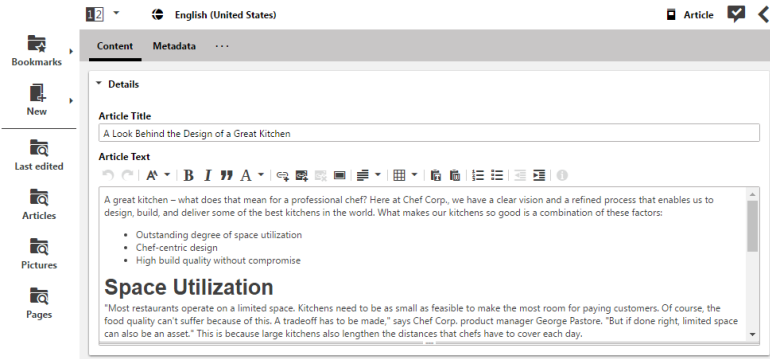 12
English (United States)
Article
Bookmarks
New
Last edited
Articles
Pictures
Pages
Content
Metadata
...
Details
Article Title
A Look Behind the Design of a Great Kitchen
Article Text
A great kitchen – what does that mean for a professional chef? Here at Chef Corp., we have a clear vision and a refined process that enables us to
design, build, and deliver some of the best kitchens in the world. What makes our kitchens so good is a combination of these factors:
• Outstanding degree of space utilization
• Chef-centric design
• High build quality without compromise
Space Utilization
"Most restaurants operate on a limited space. Kitchens need to be as small as feasible to make the most room for paying customers. Of course, the
food quality can't suffer because of this. A tradeoff has to be made," says Chef Corp. product manager George Pastore. "But if done right, limited space
can also be an asset." This is because large kitchens also lengthen the distances that chefs have to cover each day.